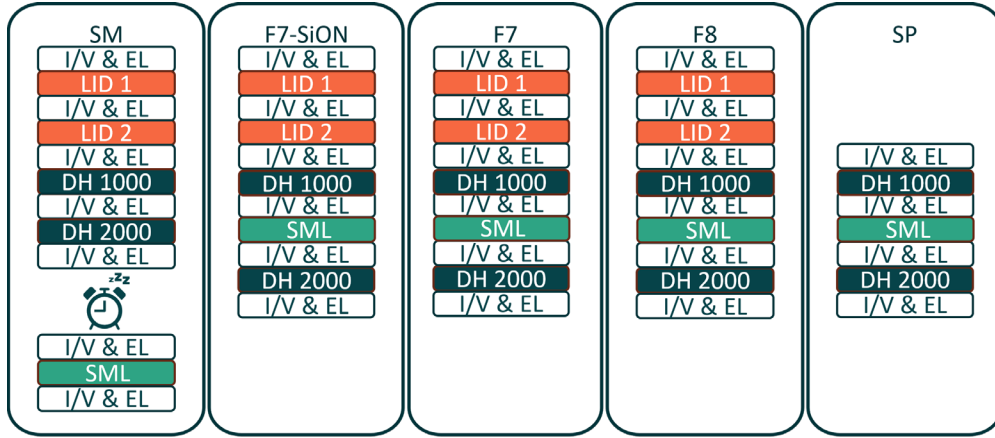 SM
I/V & EL
LID 1
I/V & EL
LID 2
I/V & EL
DH 1000
I/V & EL
DH 2000
I/V & EL
zZZ
I/V & EL
SML
I/V & EL
F7-SiON
I/V & EL
LID 1
I/V & EL
LID 2
I/V & EL
DH 1000
I/V & EL
SML
I/V & EL
DH 2000
I/V & EL
F7
I/V & EL
LID 1
I/V & EL
LID 2
I/V & EL
DH 1000
I/V & EL
SML
I/V & EL
DH 2000
I/V & EL
F8
I/V & EL
LID 1
I/V & EL
LID 2
I/V & EL
DH 1000
I/V & EL
SML
I/V & EL
DH 2000
I/V & EL
SP
I/V & EL
DH 1000
I/V & EL
SML
I/V & EL
DH 2000
I/V & EL